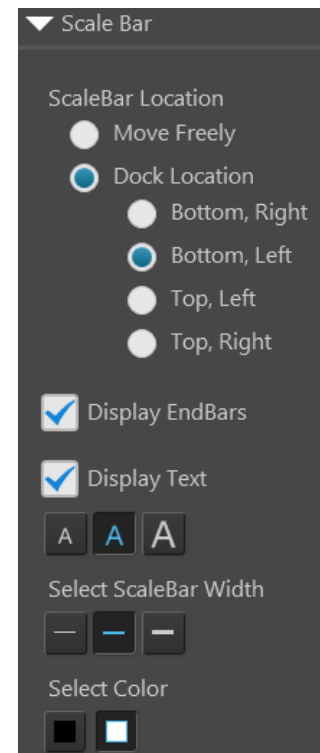 Scale Bar
ScaleBar Location
Move Freely
Dock Location
Bottom, Right
Bottom, Left
Top, Left
Top, Right
Display EndBars
Display Text
A A A
Select ScaleBar Width
Select Color